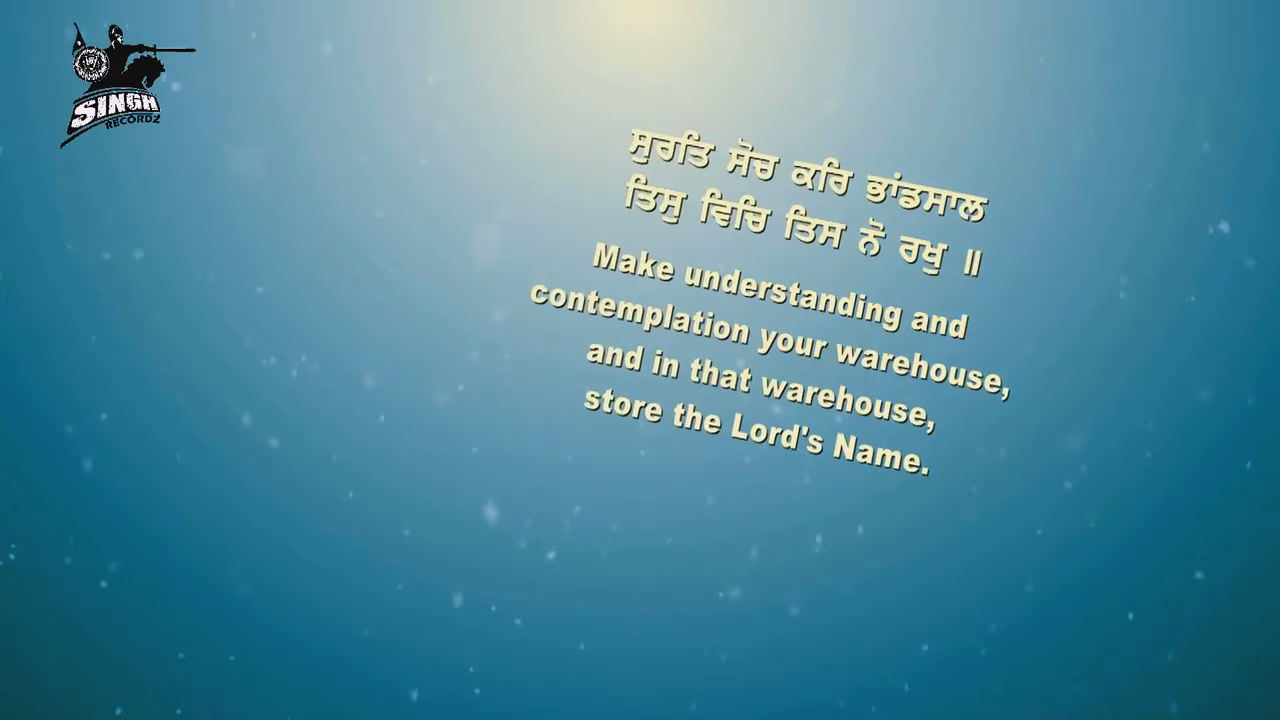 SINGH
RECORDZ
ਸੁਰਤਿ ਸੋਚ ਕਰਿ ਭਾਂਡਸਾਲ
ਤਿਸੁ ਵਿਚਿ ਤਿਸ ਨੋ ਰਖੁ ॥
Make understanding and
contemplation your warehouse,
and in that warehouse,
store the Lord's Name.